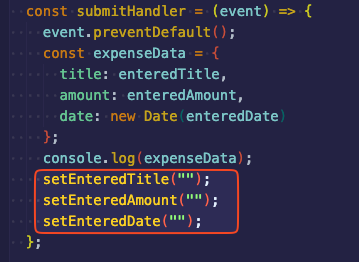 const submitHandler = (event) => {
event.preventDefault();
const expenseData = {
title: enteredTitle,
amount: enteredAmount,
date: new Date(enteredDate)
};
console.log(expenseData);
setEnteredTitle("");
setEnteredAmount("");
setEnteredDate("");
};